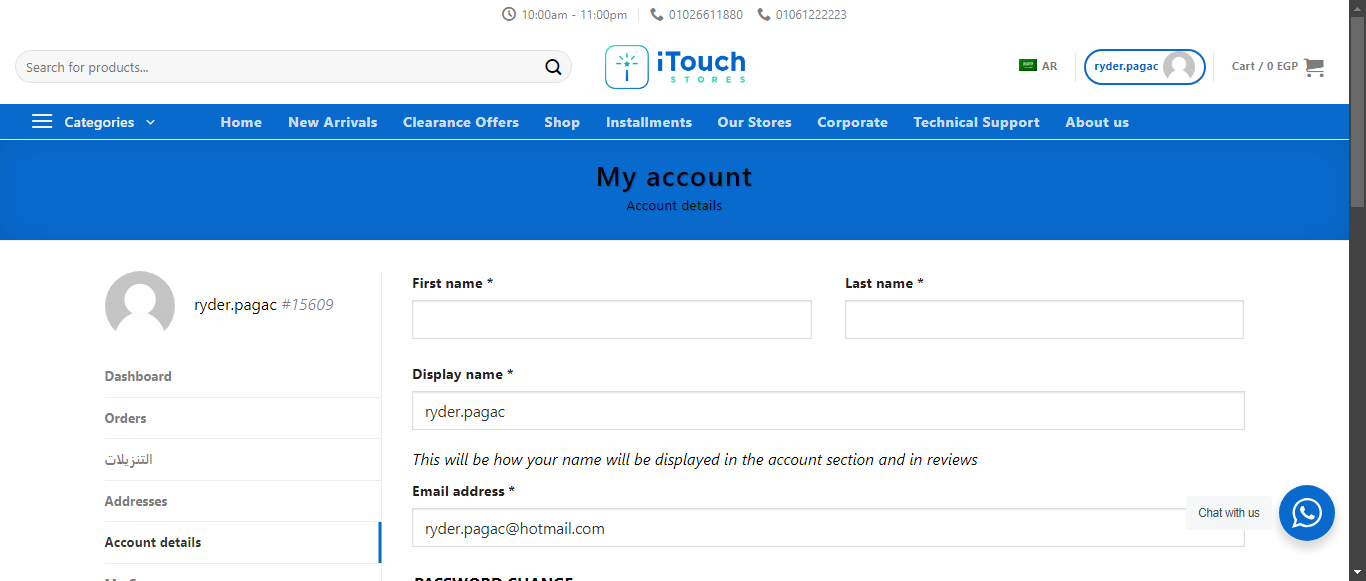 10:00am - 11:00pm 01026611880 01061222223
Search for products...
iTouch
STORES
AR
ryder.pagac
Cart / 0 EGP
Categories Home New Arrivals Clearance Offers Shop Installments Our Stores Corporate Technical Support About us
My account
Account details
ryder.pagac #15609
Dashboard
Orders
التنزيلات
Addresses
Account details
First name *
Last name *
Display name *
ryder.pagac
This will be how your name will be displayed in the account section and in reviews
Email address *
ryder.pagac@hotmail.com
PASSWORD CHANGE
Chat with us